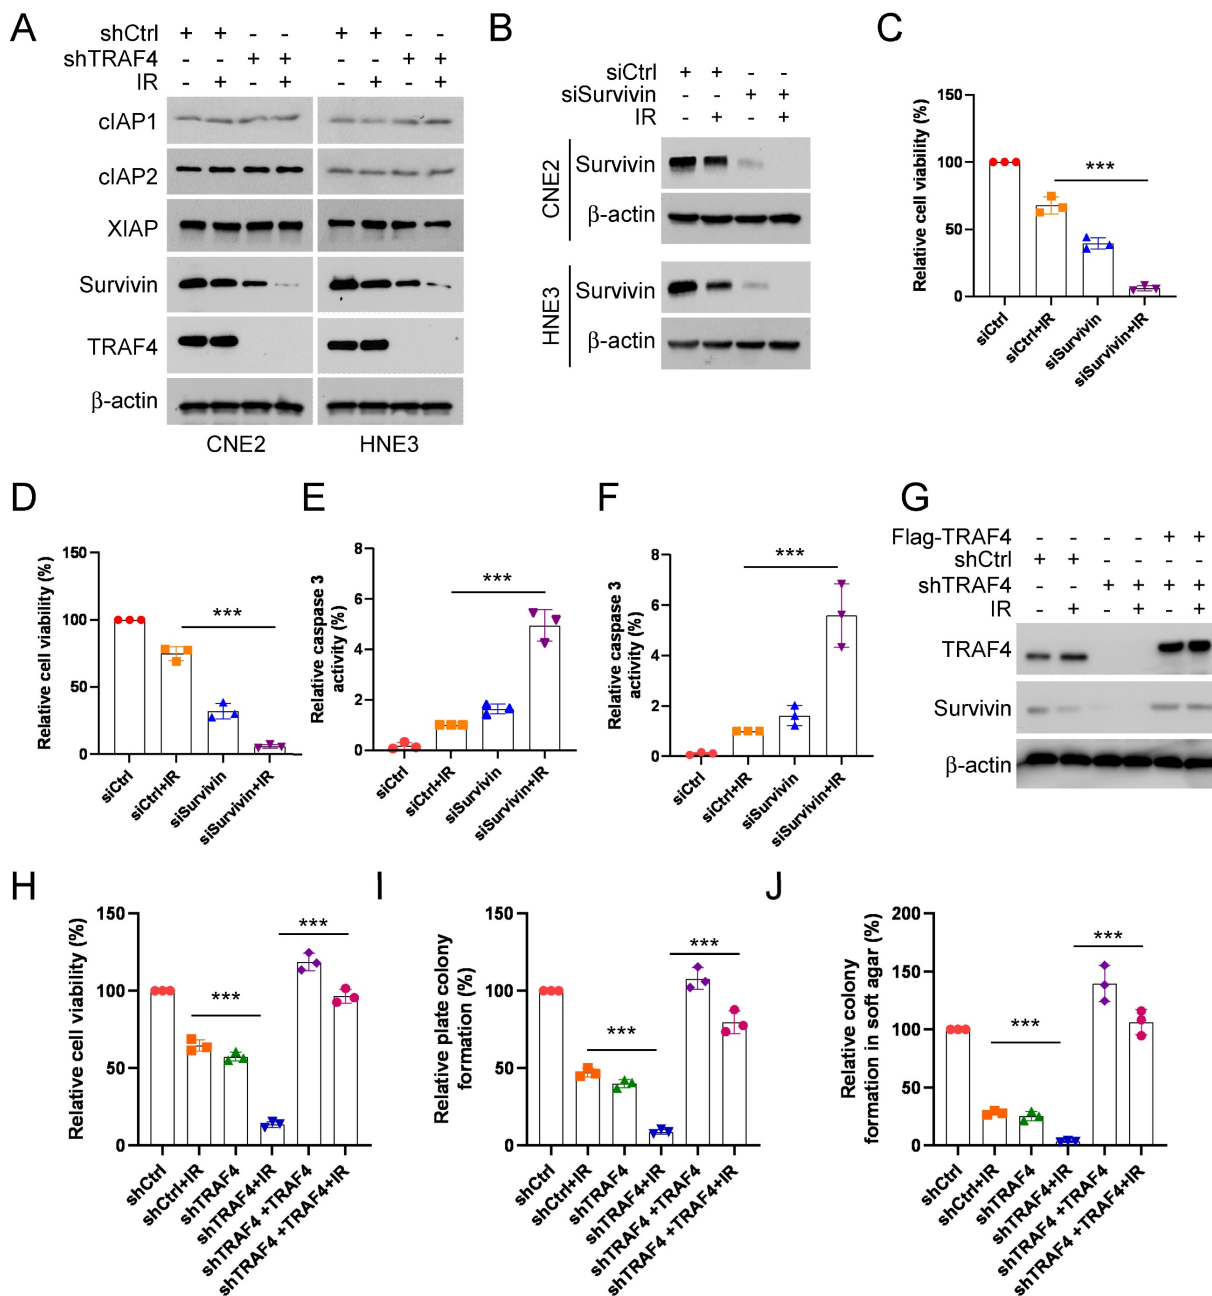 A
shCtrl + + - - + + - -
shTRAF4 - - + + - - + +
IR - + - + - + - +
cIAP1
cIAP2
XIAP
Survivin
TRAF4
β-actin
CNE2 HNE3
B
siCtrl + + - -
siSurvivin - - + +
IR - + - +
CNE2
Survivin
β-actin
HNE3
Survivin
β-actin
C
Relative cell viability (%)
150
100
50
0
***
siCtrl
siCtrl+IR
siSurvivin
siSurvivin+IR
D
Relative cell viability (%)
150
100
50
0
***
siCtrl
siCtrl+IR
siSurvivin
siSurvivin+IR
E
Relative caspase 3
activity (%)
8
6
4
2
0
***
siCtrl
siCtrl+IR
siSurvivin
siSurvivin+IR
F
Relative caspase 3
activity (%)
8
6
4
2
0
***
siCtrl
siCtrl+IR
siSurvivin
siSurvivin+IR
G
Flag-TRAF4 - - - - + +
shCtrl + + - - - -
shTRAF4 - - + + + +
IR - + - + - +
TRAF4
Survivin
β-actin
H
Relative cell viability (%)
150
100
50
0
***
***
shCtrl
shCtrl+IR
shTRAF4
shTRAF4+IR
shTRAF4 +TRAF4
shTRAF4 +TRAF4+IR
I
Relative plate colony
formation (%)
150
100
50
0
***
***
shCtrl
shCtrl+IR
shTRAF4
shTRAF4+IR
shTRAF4 +TRAF4
shTRAF4 +TRAF4+IR
J
Relative colony
formation in soft agar (%)
200
150
100
50
0
***
***
shCtrl
shCtrl+IR
shTRAF4
shTRAF4+IR
shTRAF4 +TRAF4
shTRAF4 +TRAF4+IR